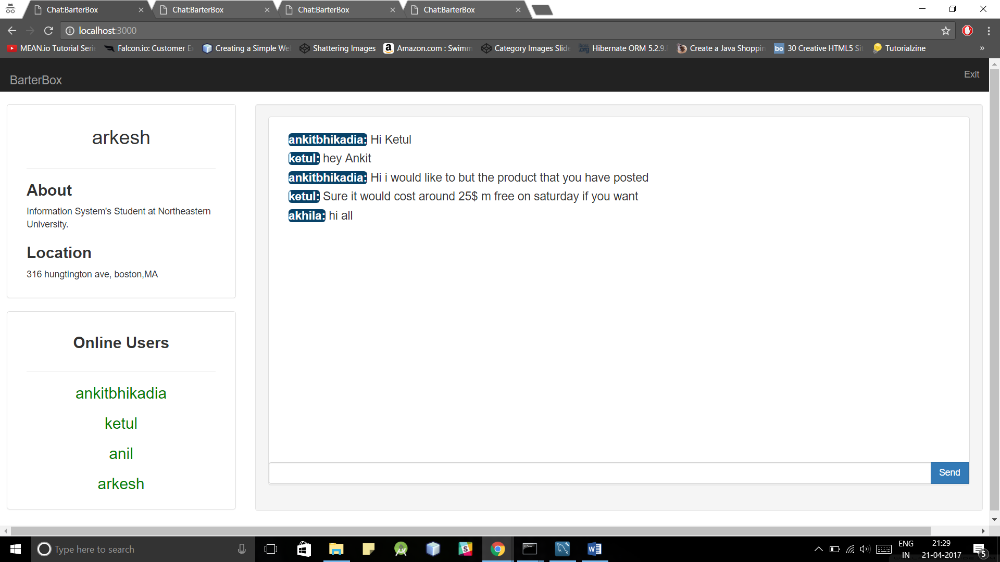 Chat:BarterBox
Chat:BarterBox
Chat:BarterBox
Chat:BarterBox
localhost:3000
MEAN.io Tutorial Seri
Falcon.io: Customer E
Creating a Simple We
Shattering Images
Amazon.com : Swimm
Category Images Slid
Hibernate ORM 5.2.9.
Create a Java Shoppin
bo 30 Creative HTML5 Si
Tutorialzine
»
BarterBox
Exit
arkesh
About
Information System's Student at Northeastern
University.
Location
316 hungtington ave, boston,MA
Online Users
ankitbhikadia
ketul
anil
arkesh
ankitbhikadia: Hi Ketul
ketul: hey Ankit
ankitbhikadia: Hi i would like to but the product that you have posted
ketul: Sure it would cost around 25$ m free on saturday if you want
akhila: hi all
Send
Type here to search
ENG
IN
21:29
21-04-2017
5